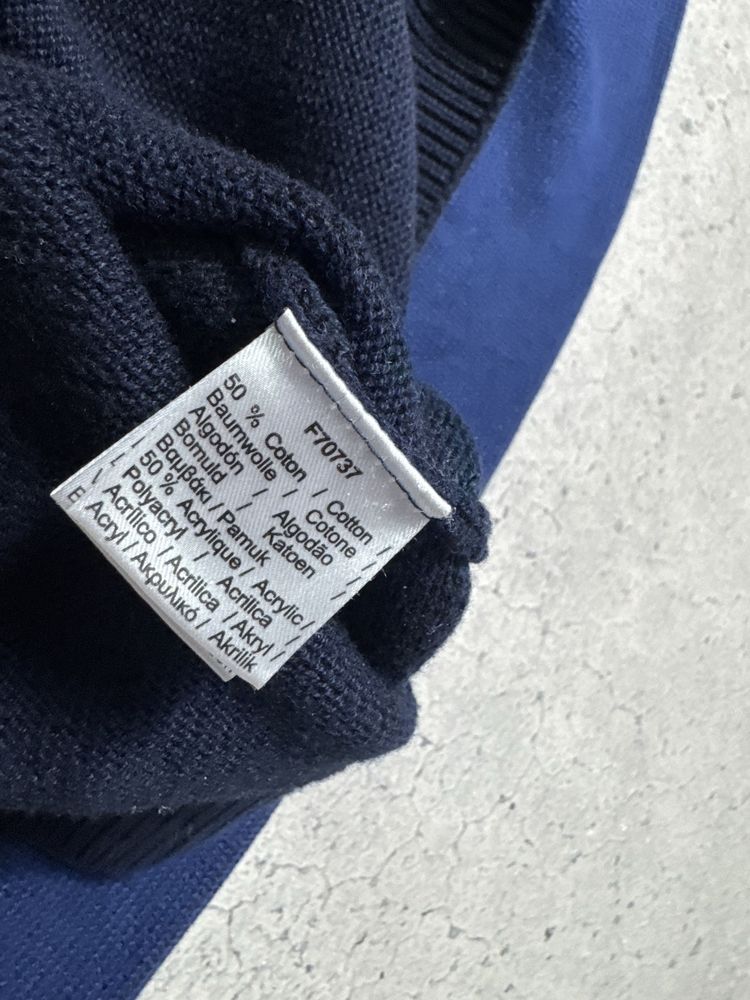 F70737
50 % Coton / Cotton /
Baumwolle / Cotone /
Algodón / Algodão /
Bomuld / Katoen /
Βαμβάκι / Pamuk
50 % Acrylique / Acrylic /
Polyacryl / Acrilica /
Acrílico / Acrílica / Akryl /
Acryl / Ακρυλικό / Akrilik